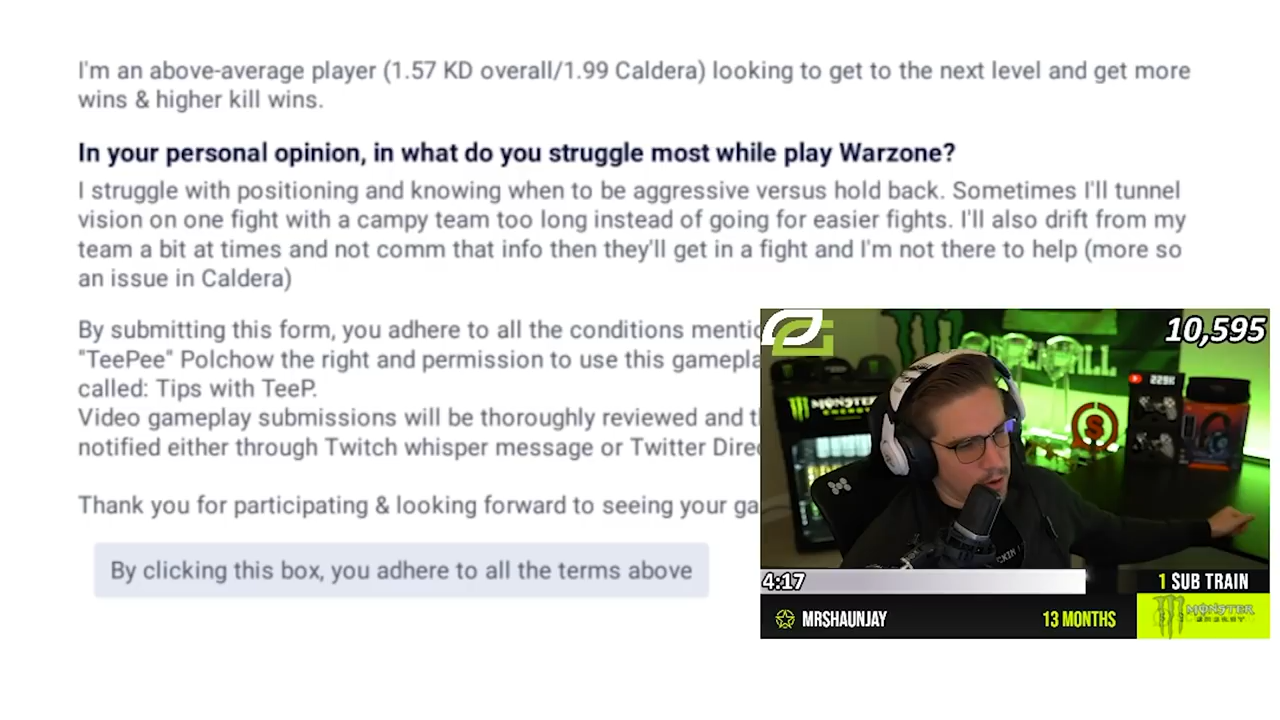 I'm an above-average player (1.57 KD overall/1.99 Caldera) looking to get to the next level and get more
wins & higher kill wins.
In your personal opinion, in what do you struggle most while play Warzone?
I struggle with positioning and knowing when to be aggressive versus hold back. Sometimes I'll tunnel
vision on one fight with a campy team too long instead of going for easier fights. I'll also drift from my
team a bit at times and not comm that info then they'll get in a fight and I'm not there to help (more so
an issue in Caldera)
By submitting this form, you adhere to all the conditions
"TeePee" Polchow the right and permission to use this
called: Tips with TeeP.
Video gameplay submissions will be thoroughly reviewed and
notified either through Twitch whisper message or Twitter
Thank you for participating & looking forward to seeing your
By clicking this box, you adhere to all the terms above
10,595
229K
MONSTER
ENERGY
4:17
1 SUB TRAIN
MRSHAUNJAY
13 MONTHS
MONSTER
ENERGY